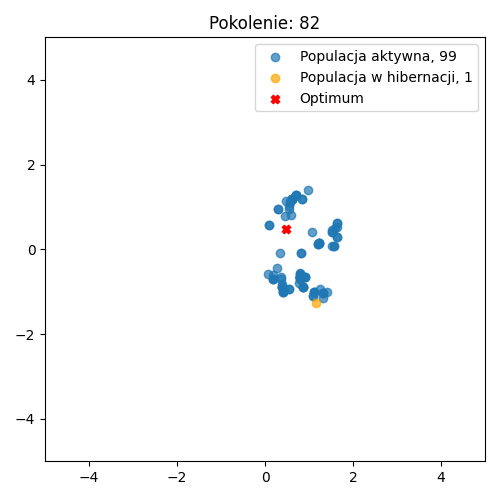 Pokolenie: 82
Populacja aktywna, 99
Populacja w hibernacji, 1
Optimum
4
2
0
−2
−4
−4
−2
0
2
4